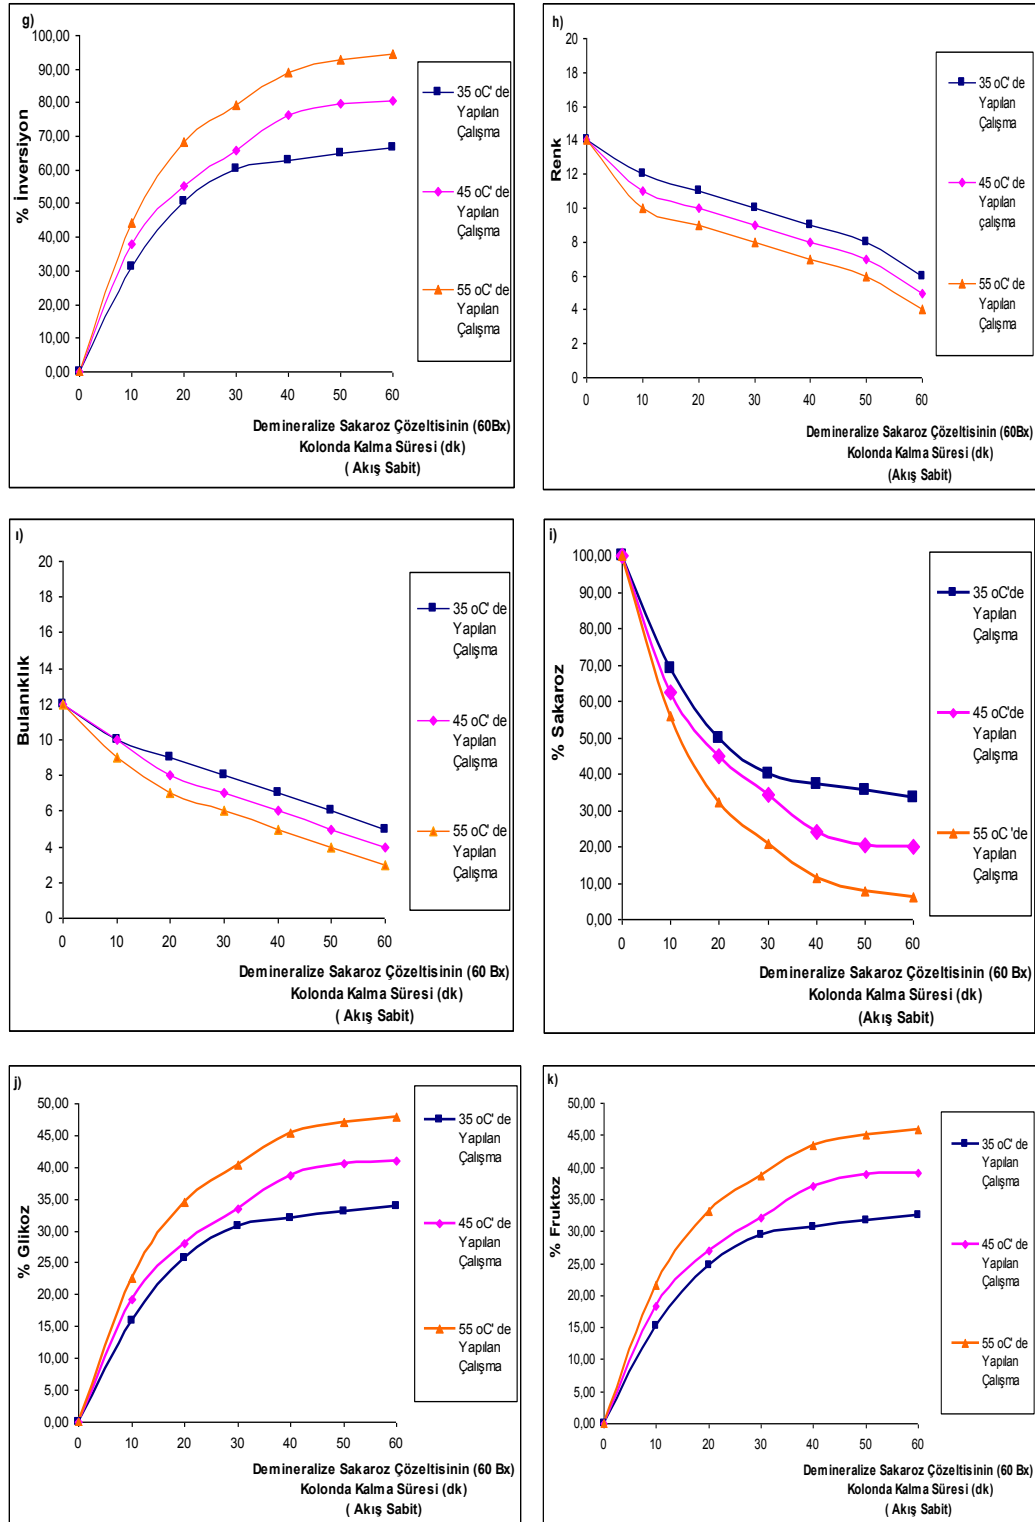 g)
% İnversiyon
100,00
90,00
80,00
70,00
60,00
50,00
40,00
30,00
20,00
10,00
0,00
0 10 20 30 40 50 60
Demineralize Sakaroz Çözeltisinin (60Bx)
Kolonda Kalma Süresi (dk)
( Akış Sabit)
35 oC' de
Yapılan
Çalışma
45 oC' de
Yapılan
Çalışma
55 oC' de
Yapılan
Çalışma
h)
Renk
20
18
16
14
12
10
8
6
4
2
0
0 10 20 30 40 50 60
Demineralize Sakaroz Çözeltisinin (60Bx)
Kolonda Kalma Süresi (dk)
(Akış Sabit)
35 oC' de
Yapılan
Çalışma
45 oC' de
Yapılan
çalışma
55 oC' de
Yapılan
Çalışma
ı)
Bulanıklık
20
18
16
14
12
10
8
6
4
2
0
0 10 20 30 40 50 60
Demineralize Sakaroz Çözeltisinin (60 Bx)
Kolonda Kalma Süresi (dk)
( Akış Sabit)
35 oC' de
Yapılan
Çalışma
45 oC' de
Yapılan
Çalışma
55 oC' de
Yapılan
Çalışma
i)
% Sakaroz
100,00
90,00
80,00
70,00
60,00
50,00
40,00
30,00
20,00
10,00
0,00
0 10 20 30 40 50 60
Demineralize Sakaroz Çözeltisinin (60 Bx)
Kolonda Kalma Süresi (dk)
(Akış Sabit)
35 oC'de
Yapılan
Çalışma
45 oC'de
Yapılan
Çalışma
55 oC 'de
Yapılan
Çalışma
j)
% Glikoz
50,00
45,00
40,00
35,00
30,00
25,00
20,00
15,00
10,00
5,00
0,00
0 10 20 30 40 50 60
Demineralize Sakaroz Çözeltisinin (60 Bx)
Kolonda Kalma Süresi (dk)
( Akış Sabit)
35 oC' de
Yapılan
Çalışma
45 oC' de
Yapılan
Çalışma
55 oC' de
Yapılan
Çalışma
k)
% Fruktoz
50,00
45,00
40,00
35,00
30,00
25,00
20,00
15,00
10,00
5,00
0,00
0 10 20 30 40 50 60
Demineralize Sakaroz Çözeltisinin (60 Bx)
Kolonda Kalma Süresi (dk)
( Akış Sabit)
35 oC' de
Yapılan
Çalışma
45 oC' de
Yapılan
Çalışma
55 oC' de
Yapılan
Çalışma